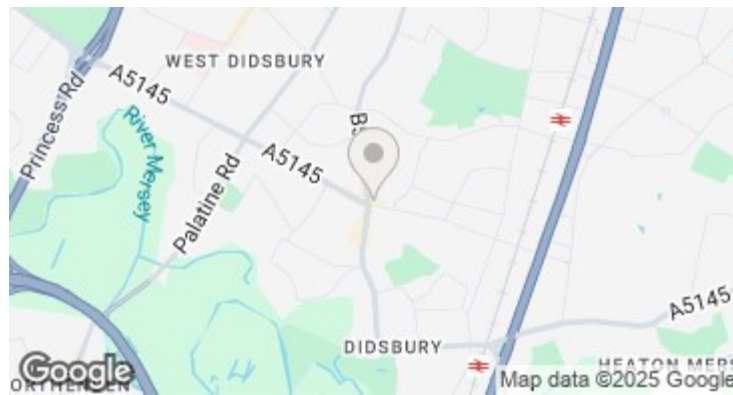 WEST DIDSBURY
A5145
Princess Rd
River Mersey
Palatine Rd
A5145
A5145
DIDSBURY
Google
Map data ©2025 Google